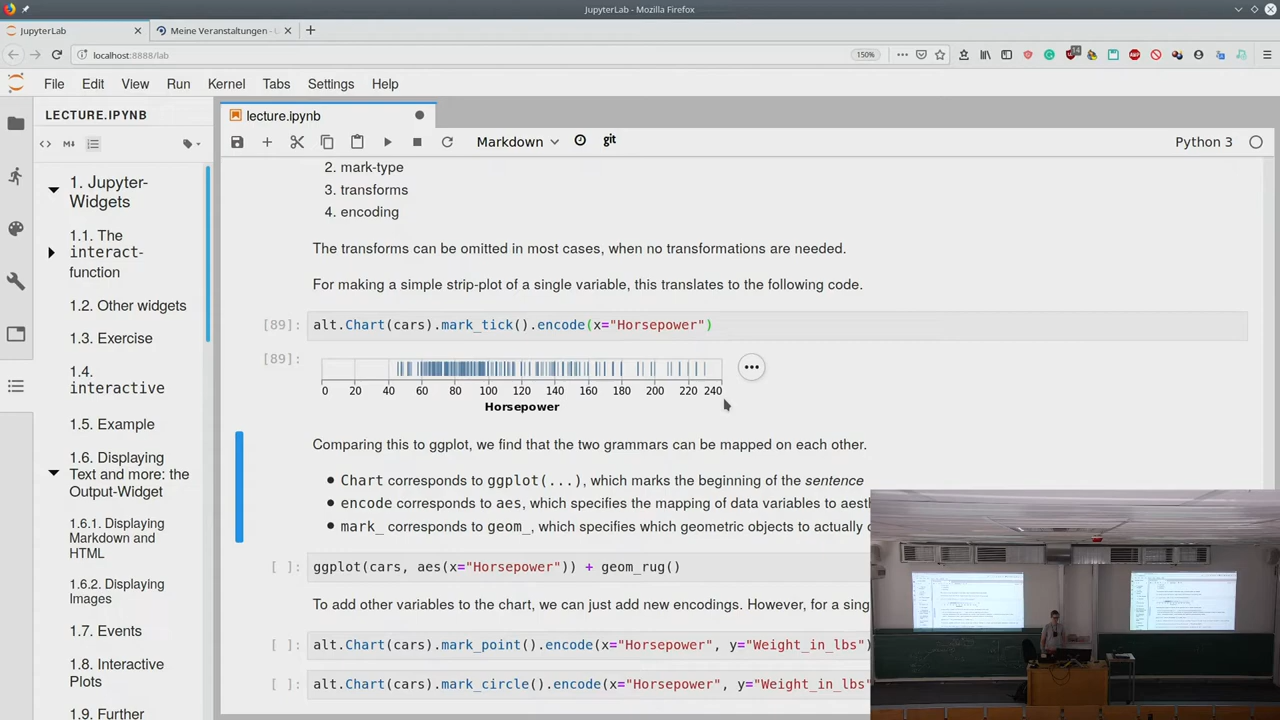 JupyterLab - Mozilla Firefox
JupyterLab
Meine Veranstaltungen -
localhost:8888/lab
150%
14
ABP
File Edit View Run Kernel Tabs Settings Help
LECTURE.IPYNB
lecture.ipynb
Markdown
git
Python 3
1. Jupyter-
Widgets
1.1. The
interact-
function
1.2. Other widgets
1.3. Exercise
1.4.
interactive
1.5. Example
1.6. Displaying
Text and more: the
Output-Widget
1.6.1. Displaying
Markdown and
HTML
1.6.2. Displaying
Images
1.7. Events
1.8. Interactive
Plots
1.9. Further
2. mark-type
3. transforms
4. encoding
The transforms can be omitted in most cases, when no transformations are needed.
For making a simple strip-plot of a single variable, this translates to the following code.
[89]: alt.Chart(cars).mark_tick().encode(x="Horsepower")
[89]:
0 20 40 60 80 100 120 140 160 180 200 220 240
Horsepower
Comparing this to ggplot, we find that the two grammars can be mapped on each other.
• Chart corresponds to ggplot(...), which marks the beginning of the sentence
• encode corresponds to aes, which specifies the mapping of data variables to aest
• mark_ corresponds to geom_, which specifies which geometric objects to actually
[ ]: ggplot(cars, aes(x="Horsepower")) + geom_rug()
To add other variables to the chart, we can just add new encodings. However, for a sing
[ ]: alt.Chart(cars).mark_point().encode(x="Horsepower", y="Weight_in_lbs")
[ ]: alt.Chart(cars).mark_circle().encode(x="Horsepower", y="Weight_in_lbs"